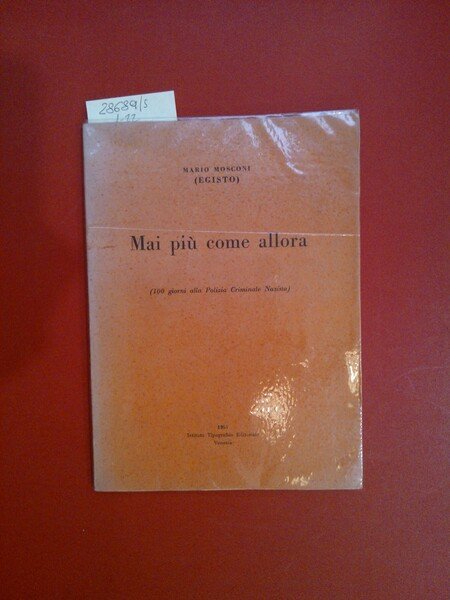 28689/s
MARIO MOSCONI
(EGISTO)
Mai più come allora
(100 giorni alla Polizia Criminale Nazista)
Istituto Tipografico Editoriale
Venezia